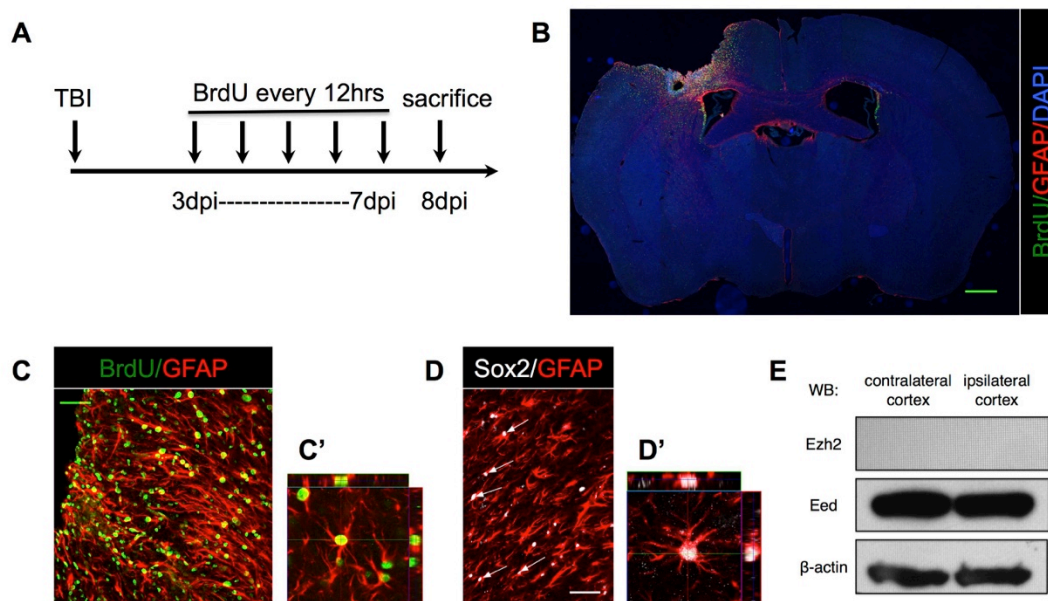 A
TBI
BrdU every 12hrs
sacrifice
3dpi-----------------7dpi
8dpi
B
BrdU/GFAP/DAPI
C
BrdU/GFAP
C’
D
Sox2/GFAP
D’
E
WB:
contralateral cortex
ipsilateral cortex
Ezh2
Eed
β-actin